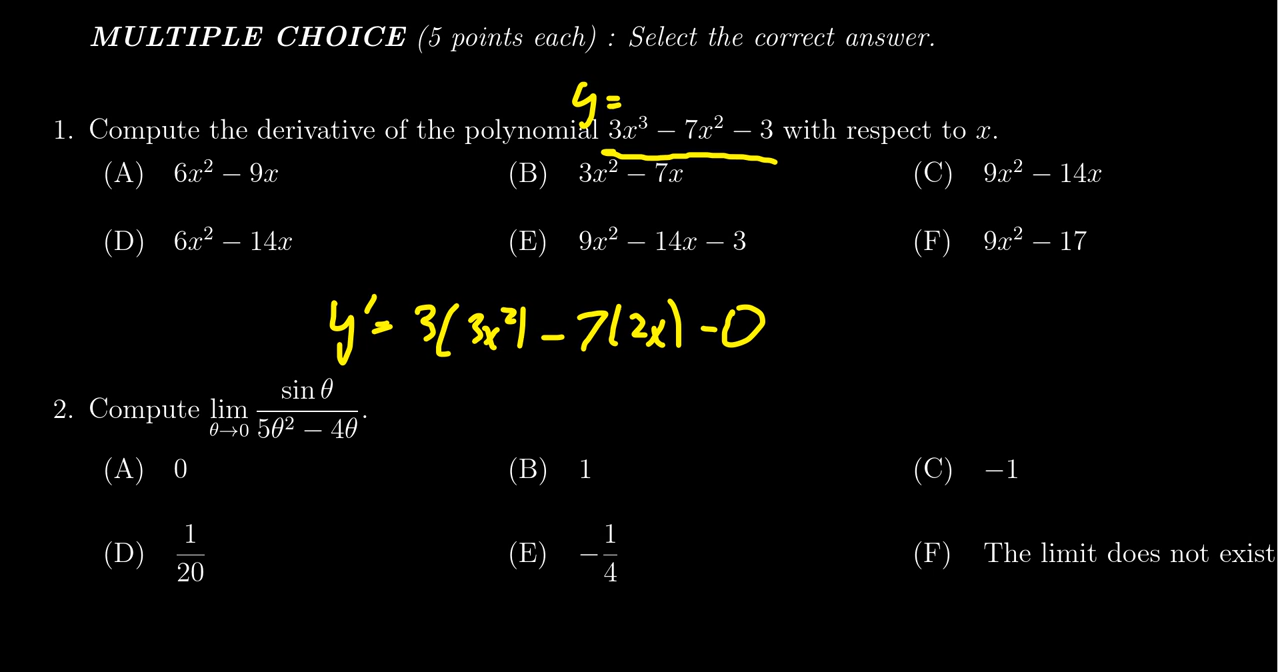 MULTIPLE CHOICE (5 points each) : Select the correct answer.
y =
1. Compute the derivative of the polynomial 3x³ − 7x² − 3 with respect to x.
(A) 6x² − 9x (B) 3x² − 7x (C) 9x² − 14x
(D) 6x² − 14x (E) 9x² − 14x − 3 (F) 9x² − 17
y' = 3(3x²) − 7(2x) − 0
2. Compute lim θ→0 sin θ / 5θ² − 4θ.
(A) 0 (B) 1 (C) −1
(D) 1/20 (E) −1/4 (F) The limit does not exist